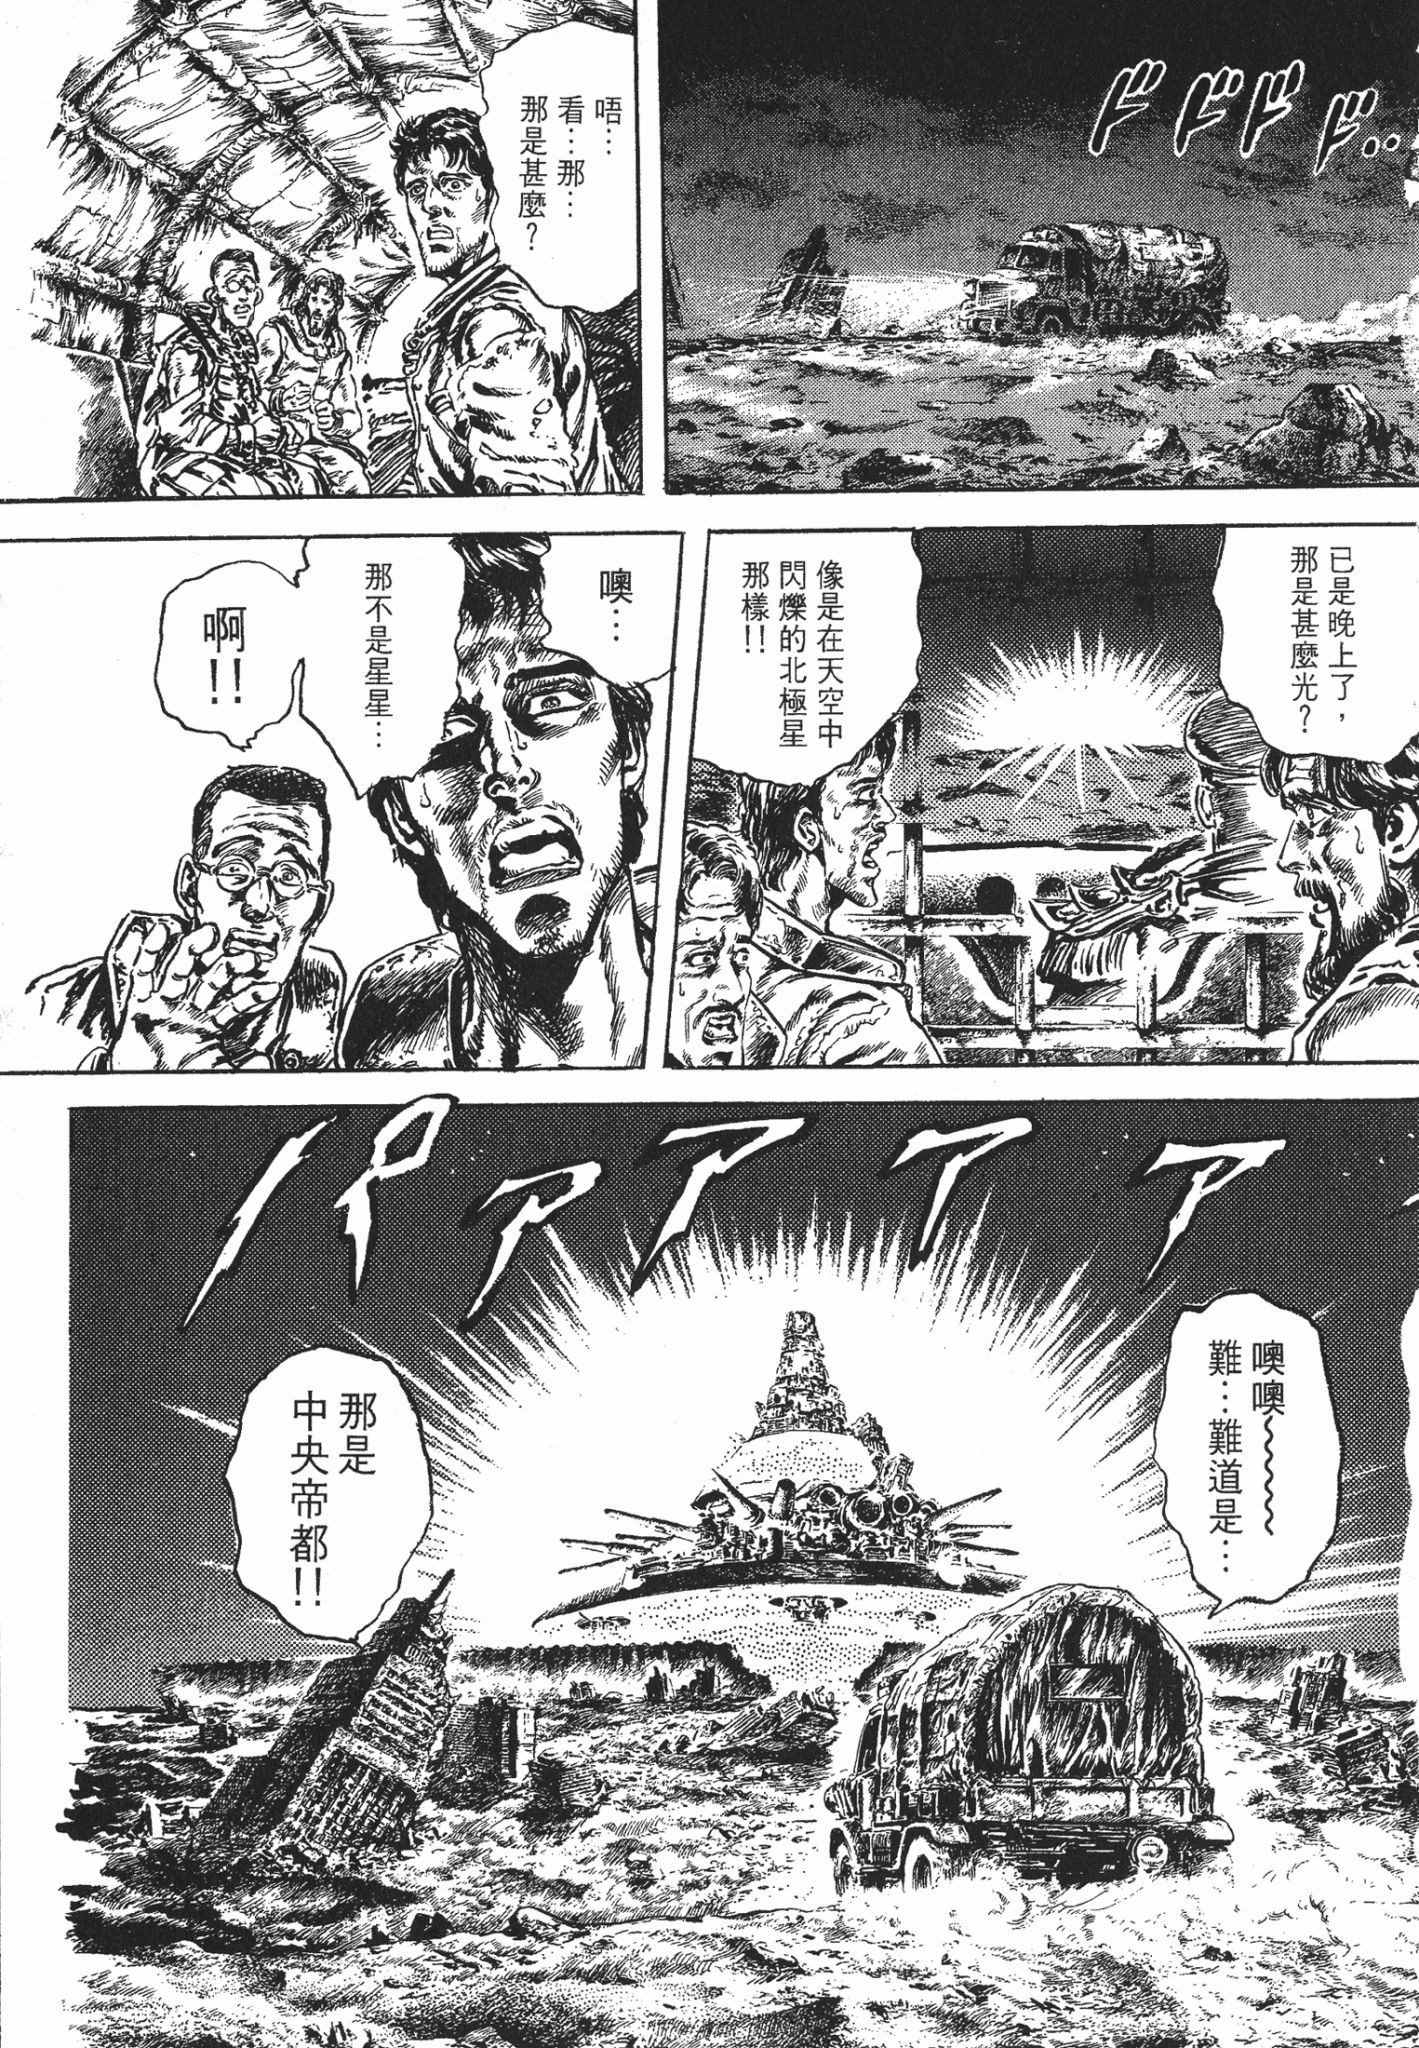 ドドドド‥
唔…
看…那…
那是甚麼？
已是晚上了，
那是甚麼光？
像是在天空中
閃爍的北極星
那樣!!
噢…
那不是星星…
啊!!
パァアアア
噢噢～～～
難…難道是…
那是
中央帝都!!